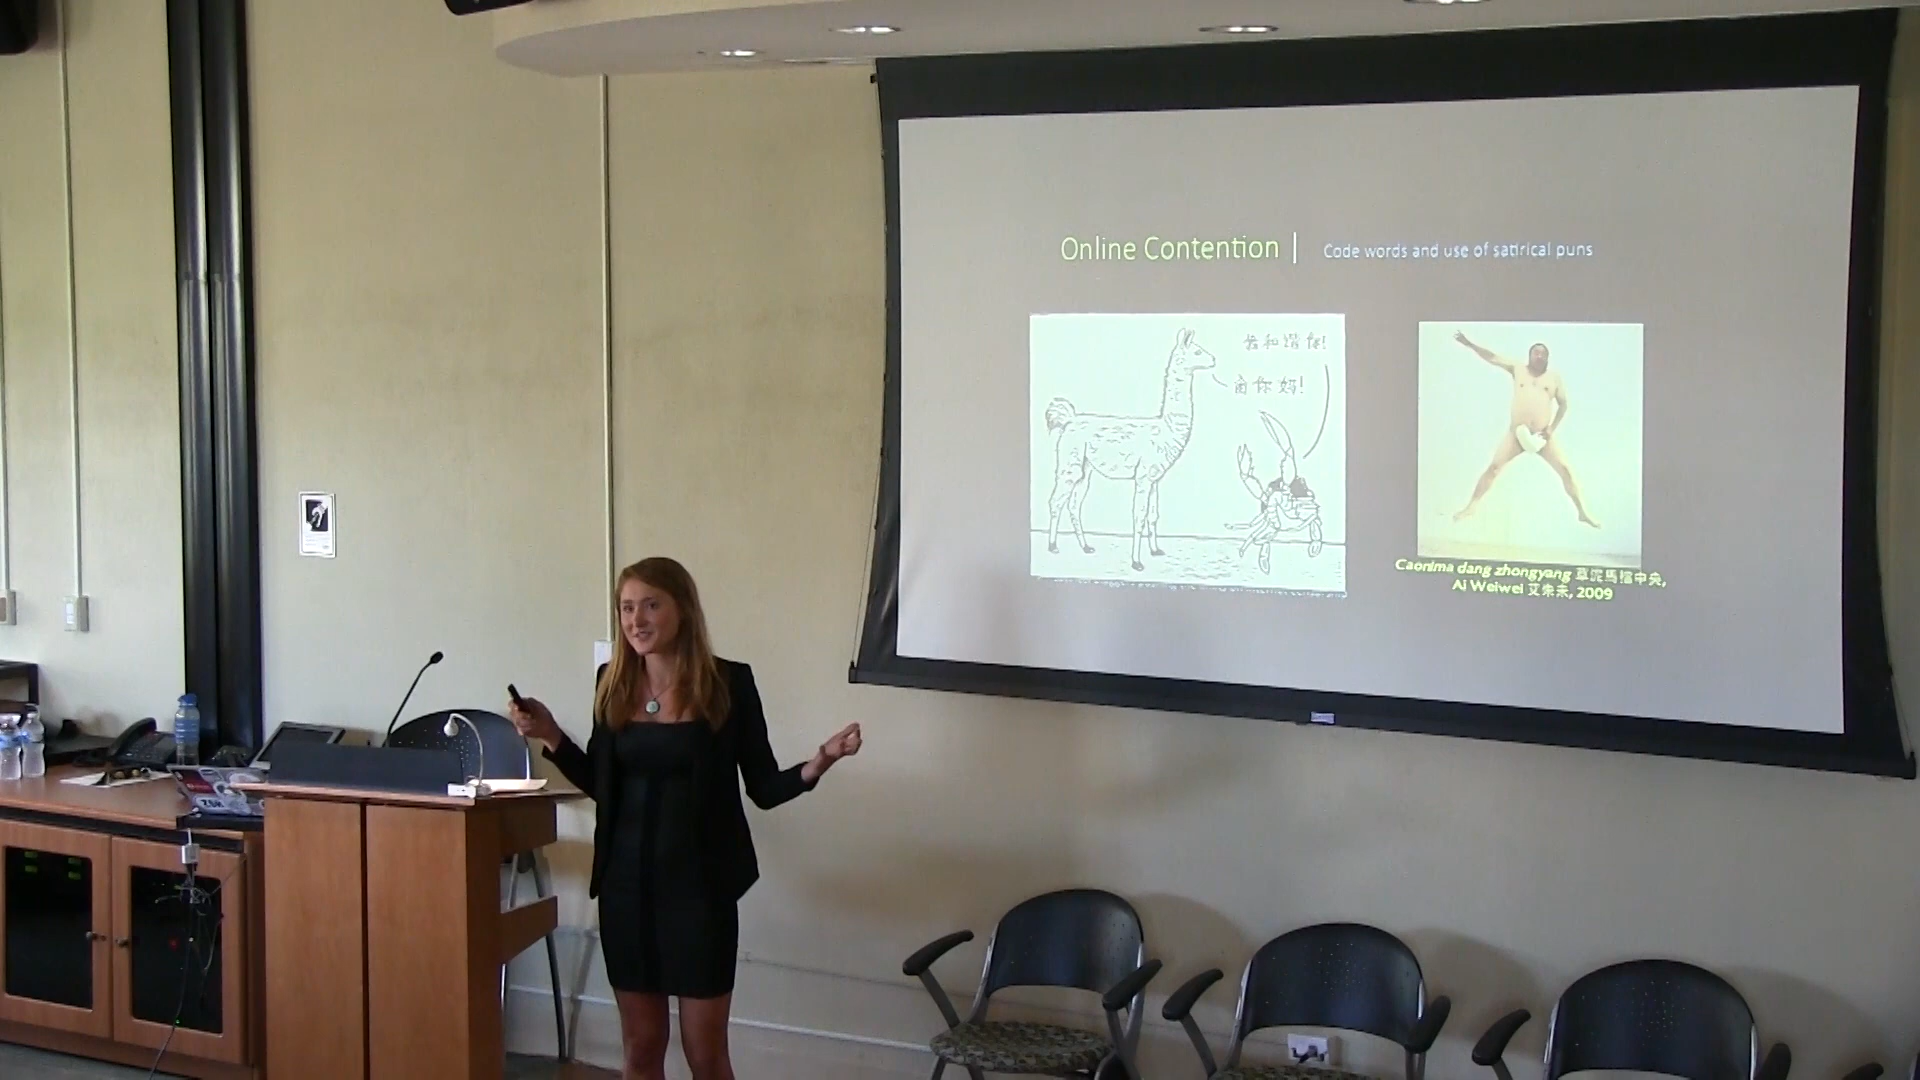 Online Contention | Code words and use of satirical puns
我和谐你!
肏你妈!
Caonima dang zhongyang 草泥馬擋中央,
Ai Weiwei 艾未未, 2009